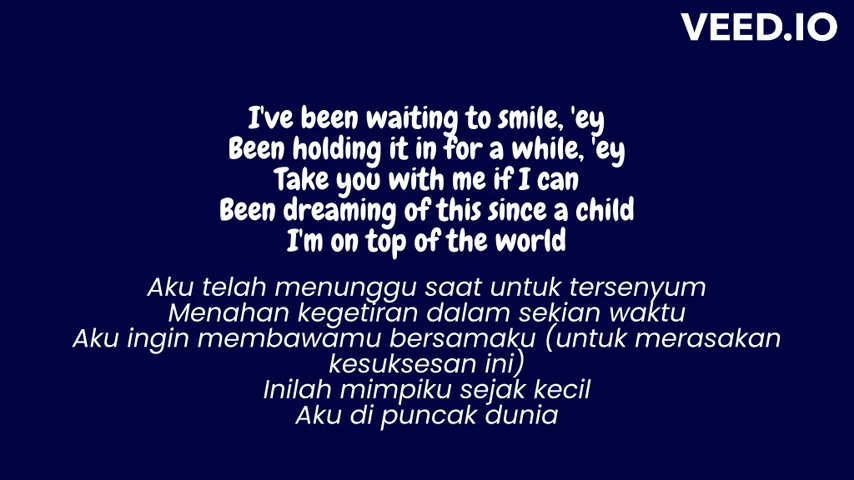 VEED.IO
I've been waiting to smile, 'ey
Been holding it in for a while, 'ey
Take you with me if I can
Been dreaming of this since a child
I'm on top of the world
Aku telah menunggu saat untuk tersenyum
Menahan kegetiran dalam sekian waktu
Aku ingin membawamu bersamaku (untuk merasakan
kesuksesan ini)
Inilah mimpiku sejak kecil
Aku di puncak dunia